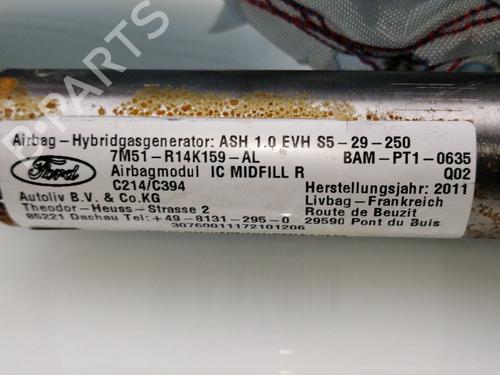 B-PARTS
Airbag-Hybridgasgenerator: ASH 1.0 EVH S5-29-250
7M51-R14K159-AL BAM-PT1-0635
Ford Airbagmodul IC MIDFILL R Q02
C214/C394 Herstellungsjahr: 2011
Autoliv B.V. & Co.KG Livbag-Frankreich
Theodor-Heuss-Strasse 2 Route de Beuzit
85221 Dachau Tel:+49-8131-295-0 29590 Pont du Buis
3076001117210​1206